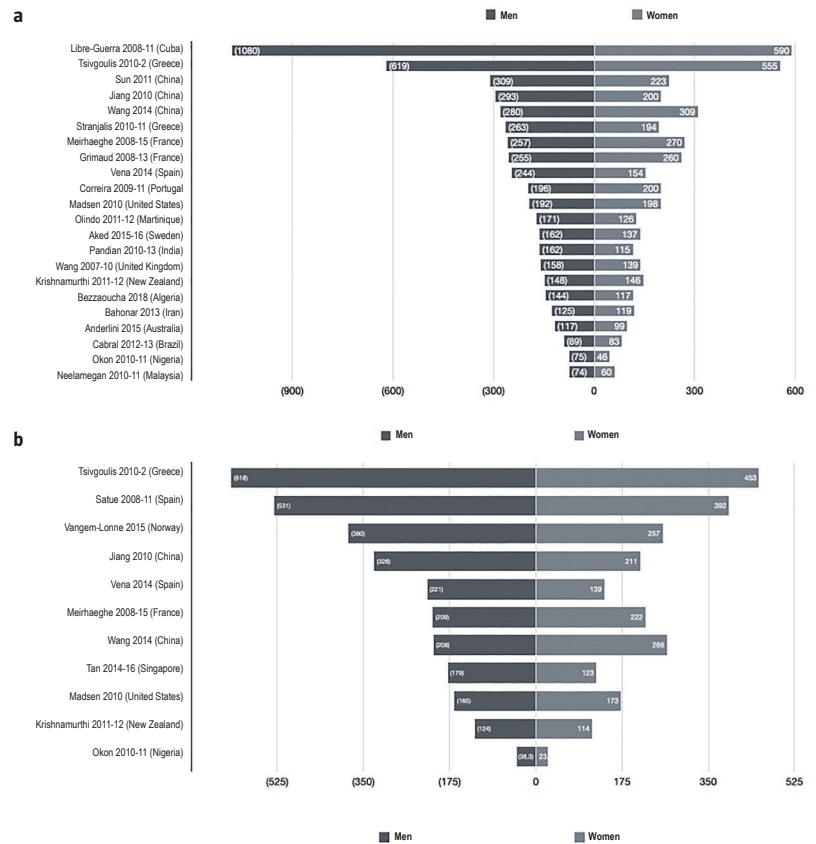 a
Men Women
Libre-Guerra 2008-11 (Cuba) (1080) 590
Tsivgoulis 2010-2 (Greece) (619) 555
Sun 2011 (China) (309) 223
Jiang 2010 (China) (293) 200
Wang 2014 (China) (280) 309
Stranjalis 2010-11 (Greece) (263) 194
Meirhaeghe 2008-15 (France) (257) 270
Grimaud 2008-13 (France) (255) 260
Vena 2014 (Spain) (244) 154
Correira 2009-11 (Portugal (196) 200
Madsen 2010 (United States) (192) 198
Olindo 2011-12 (Martinique) (171) 126
Aked 2015-16 (Sweden) (162) 137
Pandian 2010-13 (India) (162) 115
Wang 2007-10 (United Kingdom) (158) 139
Krishnamurthi 2011-12 (New Zealand) (148) 146
Bezzaoucha 2018 (Algeria) (144) 117
Bahonar 2013 (Iran) (125) 119
Anderlini 2015 (Australia) (117) 99
Cabral 2012-13 (Brazil) (89) 83
Okon 2010-11 (Nigeria) (75) 46
Neelamegan 2010-11 (Malaysia) (74) 60
(900) (600) (300) 0 300 600
b
Men Women
Tsivgoulis 2010-2 (Greece) (618) 453
Satue 2008-11 (Spain) (531) 392
Vangem-Lonne 2015 (Norway) (380) 257
Jiang 2010 (China) (328) 211
Vena 2014 (Spain) (221) 139
Meirhaeghe 2008-15 (France) (209) 222
Wang 2014 (China) (208) 266
Tan 2014-16 (Singapore) (179) 123
Madsen 2010 (United States) (165) 173
Krishnamurthi 2011-12 (New Zealand) (124) 114
Okon 2010-11 (Nigeria) (38,3) 23
(525) (350) (175) 0 175 350 525
Men Women